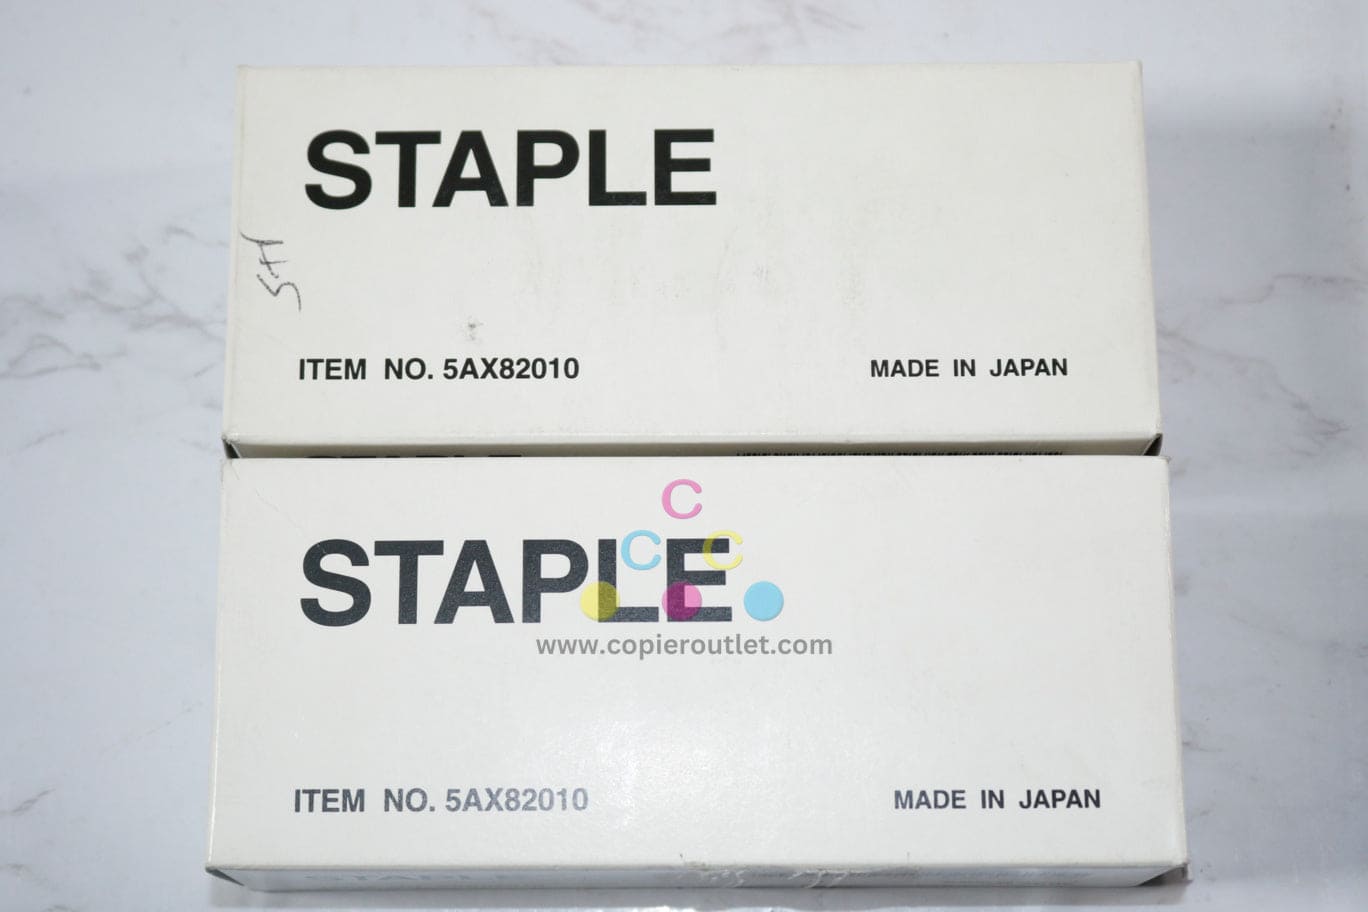 STAPLE
ITEM NO. 5AX82010 MADE IN JAPAN
C
STAPLE
C C
www.copieroutlet.com
ITEM NO. 5AX82010 MADE IN JAPAN